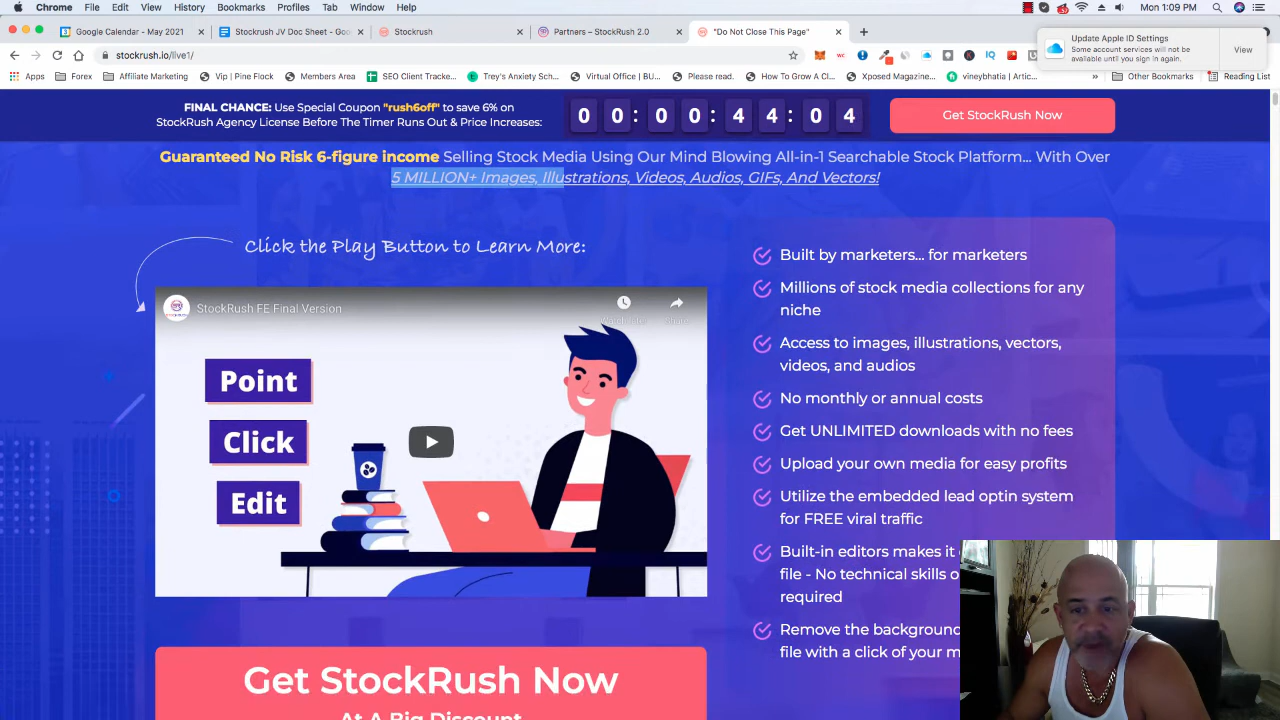 Chrome File Edit View History Bookmarks Profiles Tab Window Help
Mon 1:09 PM
Google Calendar - May 2021
Stockrush JV Doc Sheet - Goo
Stockrush
Partners – StockRush 2.0
"Do Not Close This Page"
stockrush.io/live1/
Update Apple ID Settings
Some account services will not be
available until you sign in again.
View
Apps Forex Affiliate Marketing Vip | Pine Flock Members Area SEO Client Tracke... Trey's Anxiety Sch... Virtual Office | BU... Please read. How To Grow A Cl... Xposed Magazine... vineybhatia | Artic... » Other Bookmarks Reading List
FINAL CHANCE: Use Special Coupon "rush6off" to save 6% on
StockRush Agency License Before The Timer Runs Out & Price Increases:
0 0 : 0 0 : 4 4 : 0 4
Get StockRush Now
Guaranteed No Risk 6-figure income Selling Stock Media Using Our Mind Blowing All-in-1 Searchable Stock Platform... With Over
5 MILLION+ Images, Illustrations, Videos, Audios, GIFs, And Vectors!
Click the Play Button to Learn More:
StockRush FE Final Version
Watch later
Share
Point
Click
Edit
Built by marketers... for marketers
Millions of stock media collections for any
niche
Access to images, illustrations, vectors,
videos, and audios
No monthly or annual costs
Get UNLIMITED downloads with no fees
Upload your own media for easy profits
Utilize the embedded lead optin system
for FREE viral traffic
Built-in editors makes it
file - No technical skills o
required
Remove the background
file with a click of your m
Get StockRush Now
At A Big Discount